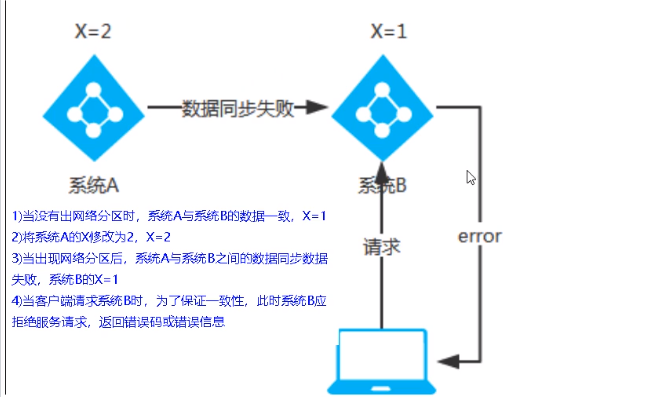 X=2
X=1
数据同步失败
系统A
系统B
1)当没有出网络分区时，系统A与系统B的数据一致，X=1
2)将系统A的X修改为2，X=2
3)当出现网络分区后，系统A与系统B之间的数据同步数据
失败，系统B的X=1
4)当客户端请求系统B时，为了保证一致性，此时系统B应
拒绝服务请求，返回错误码或错误信息
请求
error